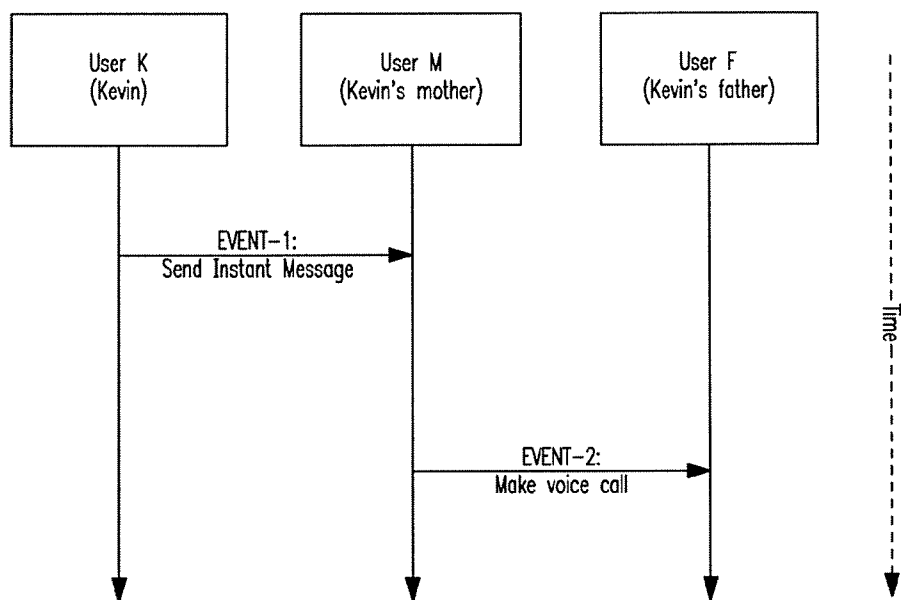 User K
(Kevin)
User M
(Kevin's mother)
User F
(Kevin's father)
EVENT-1:
Send Instant Message
Time
EVENT-2:
Make voice call